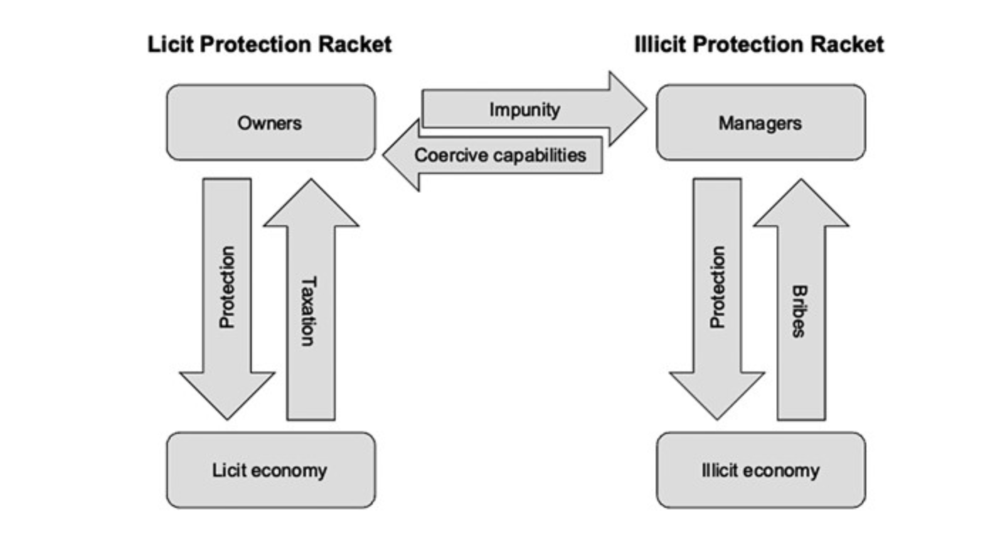 Licit Protection Racket
Illicit Protection Racket
Owners
Impunity
Managers
Coercive capabilities
Protection
Taxation
Protection
Bribes
Licit economy
Illicit economy